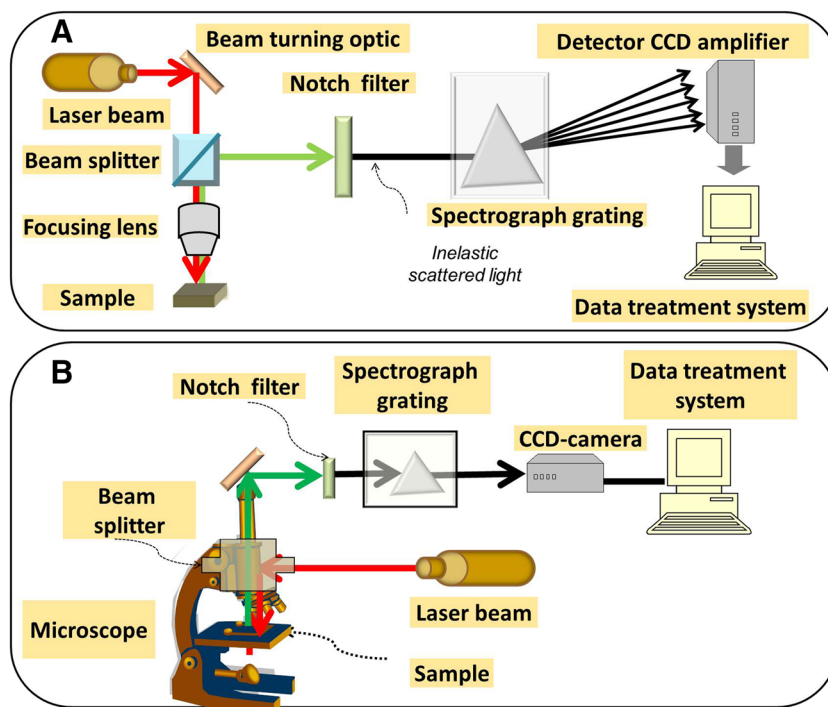 A
Beam turning optic
Detector CCD amplifier
Notch filter
Laser beam
Beam splitter
Spectrograph grating
Focusing lens
Inelastic
scattered light
Sample
Data treatment system
B
Notch filter
Spectrograph
grating
Data treatment
system
CCD-camera
Beam
splitter
Laser beam
Microscope
Sample